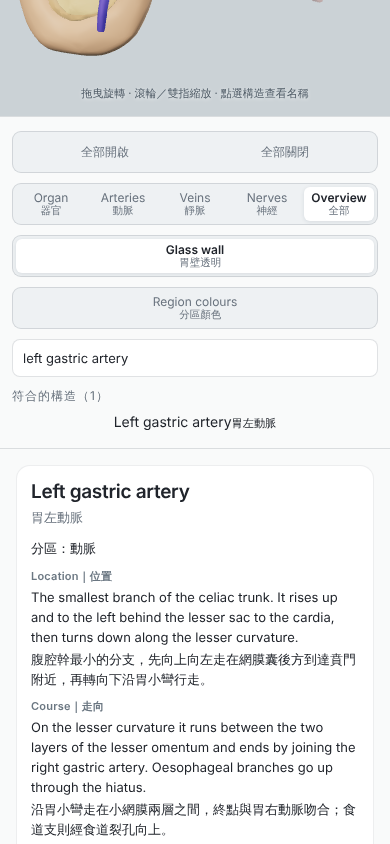 拖曳旋轉 · 滾輪／雙指縮放 · 點選構造查看名稱
全部開啟
全部關閉
Organ
器官
Arteries
動脈
Veins
靜脈
Nerves
神經
Overview
全部
Glass wall
胃壁透明
Region colours
分區顏色
left gastric artery
符合的構造（1）
Left gastric artery胃左動脈
Left gastric artery
胃左動脈
分區：動脈
Location｜位置
The smallest branch of the celiac trunk. It rises up
and to the left behind the lesser sac to the cardia,
then turns down along the lesser curvature.
腹腔幹最小的分支，先向上向左走在網膜囊後方到達賁門
附近，再轉向下沿胃小彎行走。
Course｜走向
On the lesser curvature it runs between the two
layers of the lesser omentum and ends by joining the
right gastric artery. Oesophageal branches go up
through the hiatus.
沿胃小彎走在小網膜兩層之間，終點與胃右動脈吻合；食
道支則經食道裂孔向上。